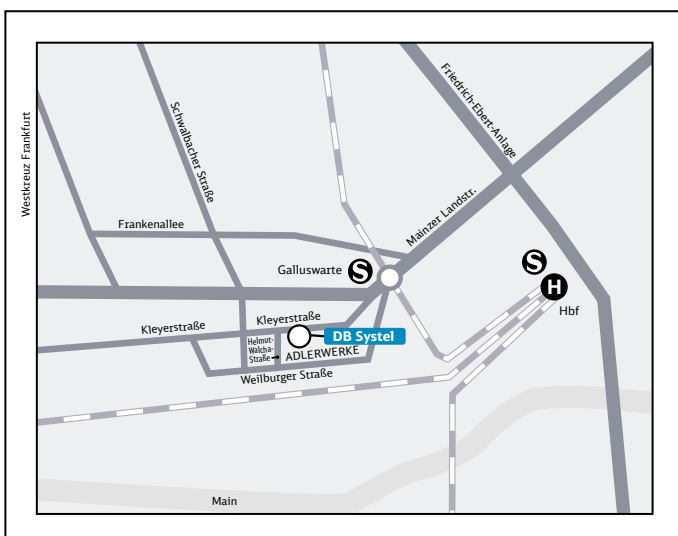 Westkreuz Frankfurt
Schwalbacher Straße
Friedrich-Ebert-Anlage
Mainzer Landstr.
Frankenallee
Galluswarte
S
S
H
Hbf
Kleyerstraße
Kleyerstraße
DB Systel
Helmut-
Walcha-
Straße
ADLERWERKE
Weilburger Straße
Main